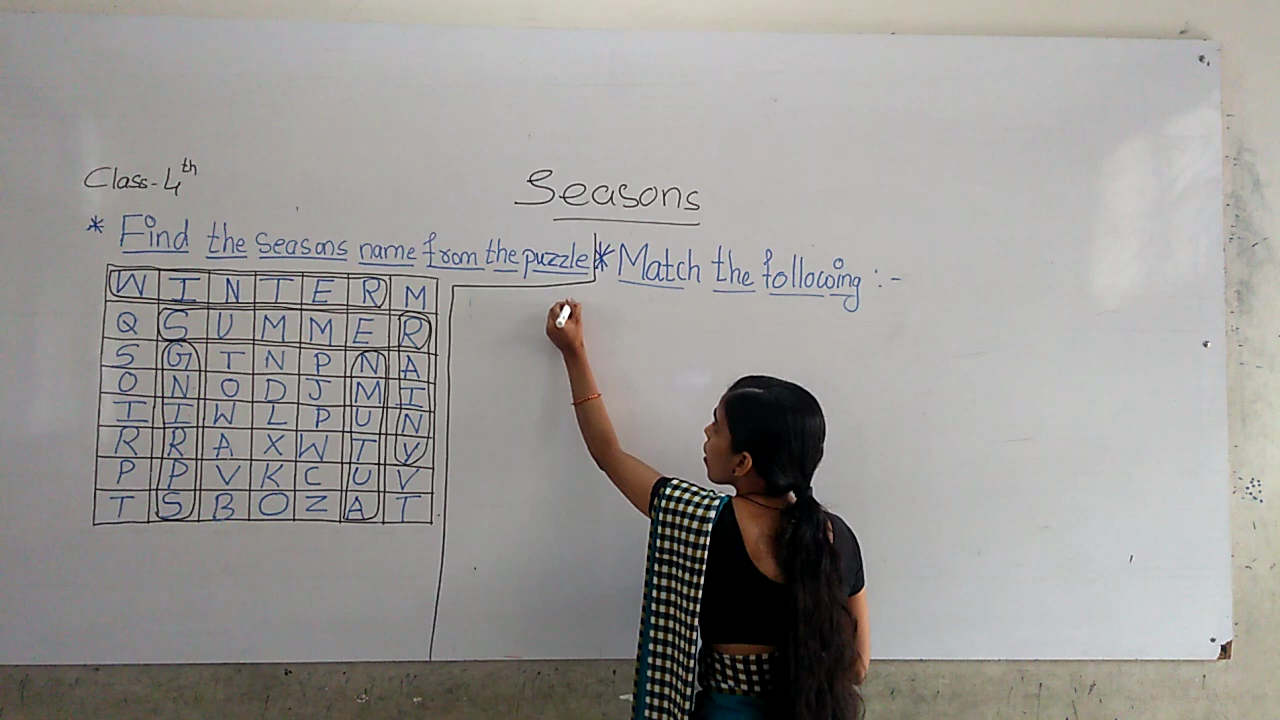 Class-4th
Seasons
* Find the seasons name from the puzzle
W I N T E R M
Q S U M M E R
S G T N P N A
O N O D J M I
I I W L P U N
R R A X W T Y
P P V K C U V
T S B O Z A T
* Match the following :-